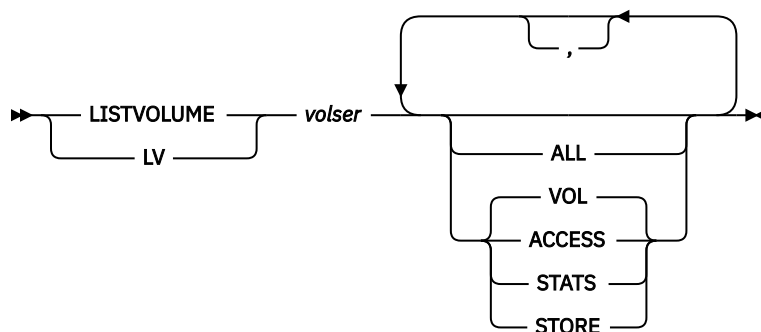 ,
LISTVOLUME volser
LV
ALL
VOL
ACCESS
STATS
STORE